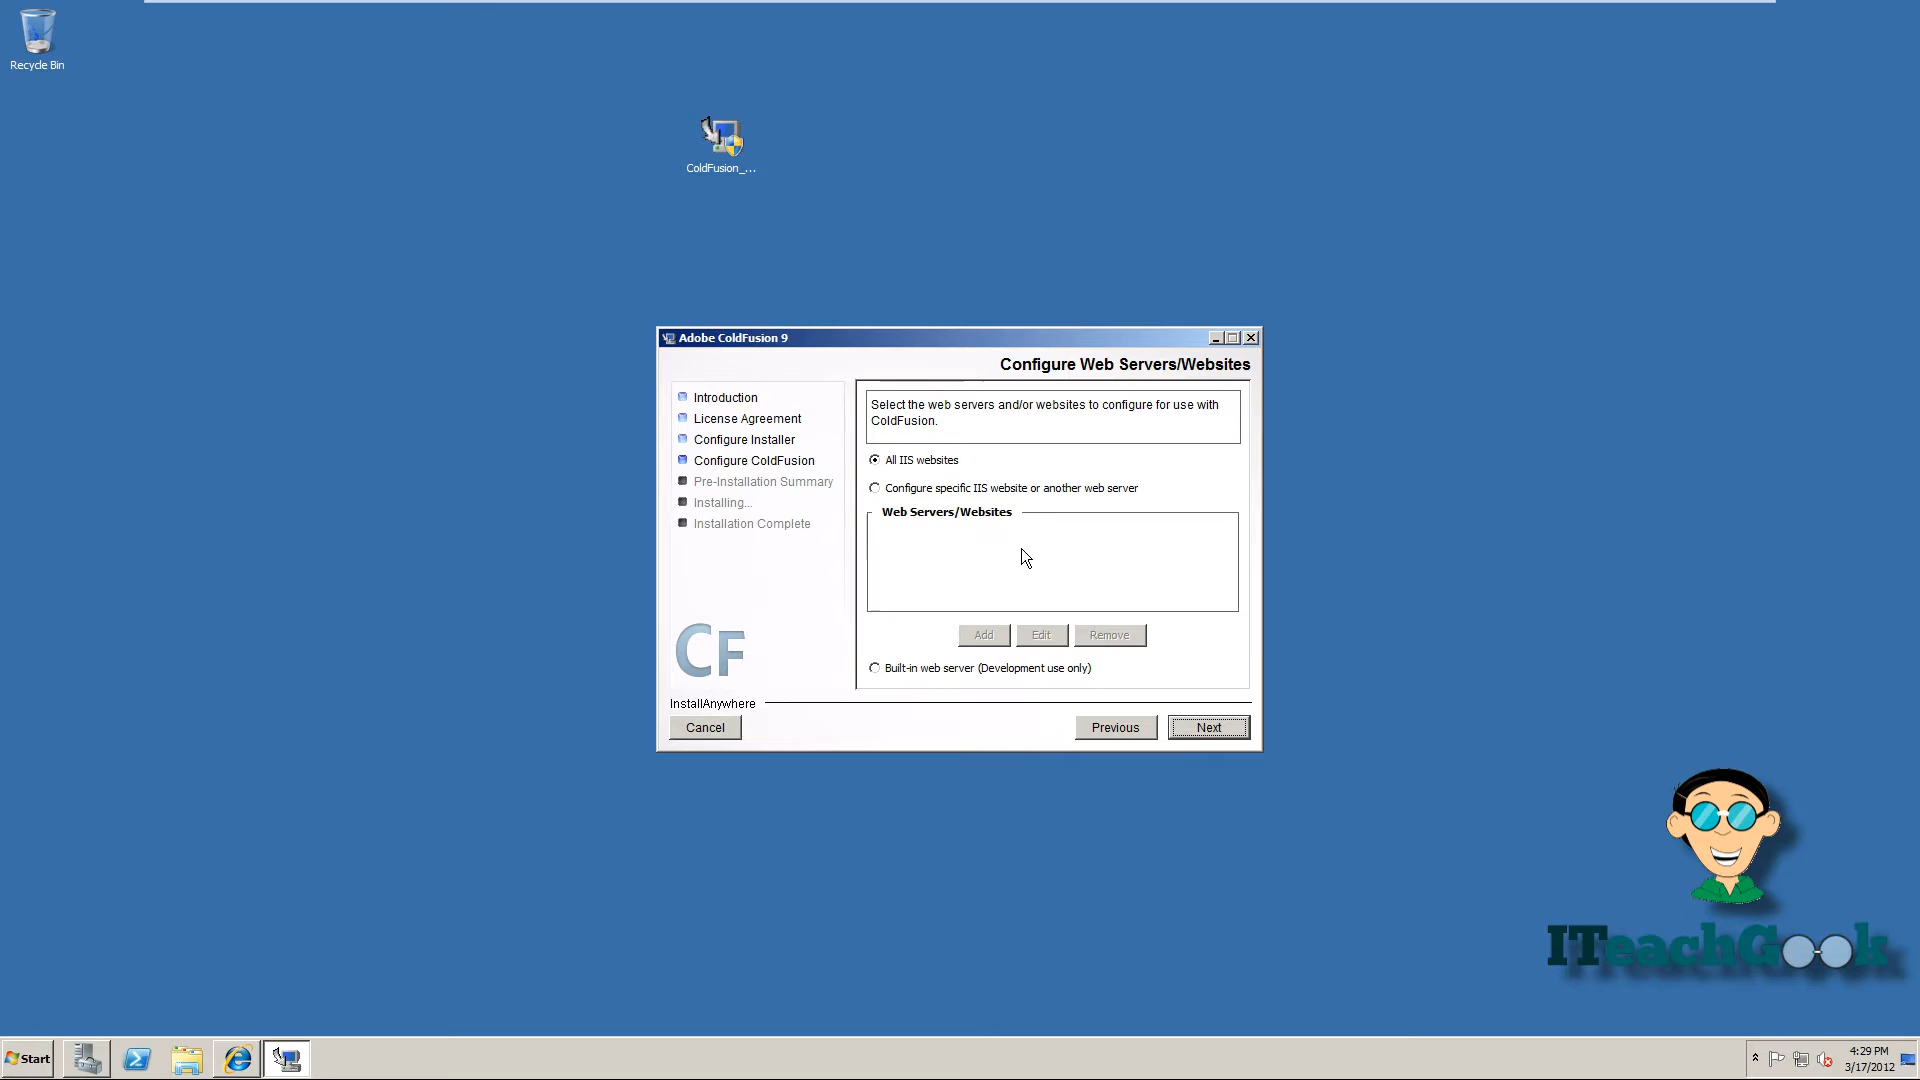 Recycle Bin
ColdFusion_...
Adobe ColdFusion 9
Configure Web Servers/Websites
Introduction
License Agreement
Configure Installer
Configure ColdFusion
Pre-Installation Summary
Installing...
Installation Complete
CF
Select the web servers and/or websites to configure for use with
ColdFusion.
All IIS websites
Configure specific IIS website or another web server
Web Servers/Websites
Add
Edit
Remove
Built-in web server (Development use only)
InstallAnywhere
Cancel
Previous
Next
ITeachGook
Start
4:29 PM
3/17/2012